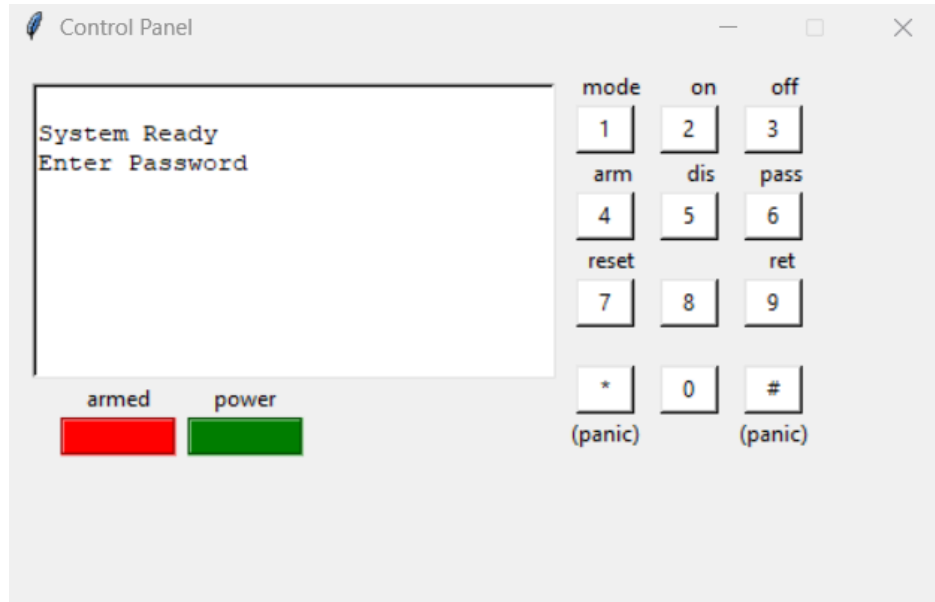 Control Panel
System Ready
Enter Password
armed power
mode on off
1 2 3
arm dis pass
4 5 6
reset ret
7 8 9
* 0 #
(panic) (panic)